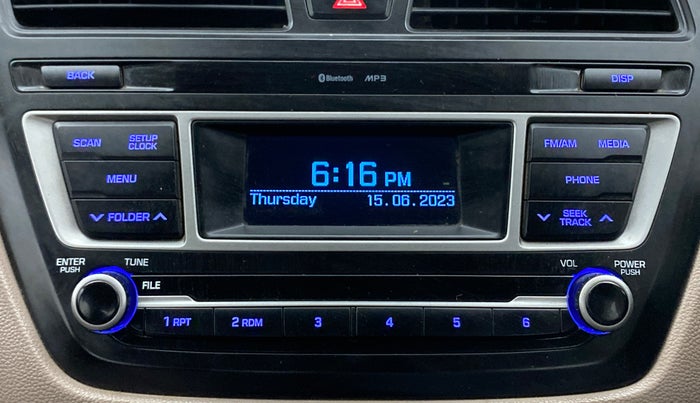 BACK
Bluetooth MP3
DISP
SCAN
SETUP
CLOCK
MENU
FOLDER
6:16 PM
Thursday 15.06.2023
FM/AM
MEDIA
PHONE
SEEK
TRACK
ENTER
PUSH
TUNE
FILE
VOL
POWER
PUSH
1 RPT
2 RDM
3
4
5
6